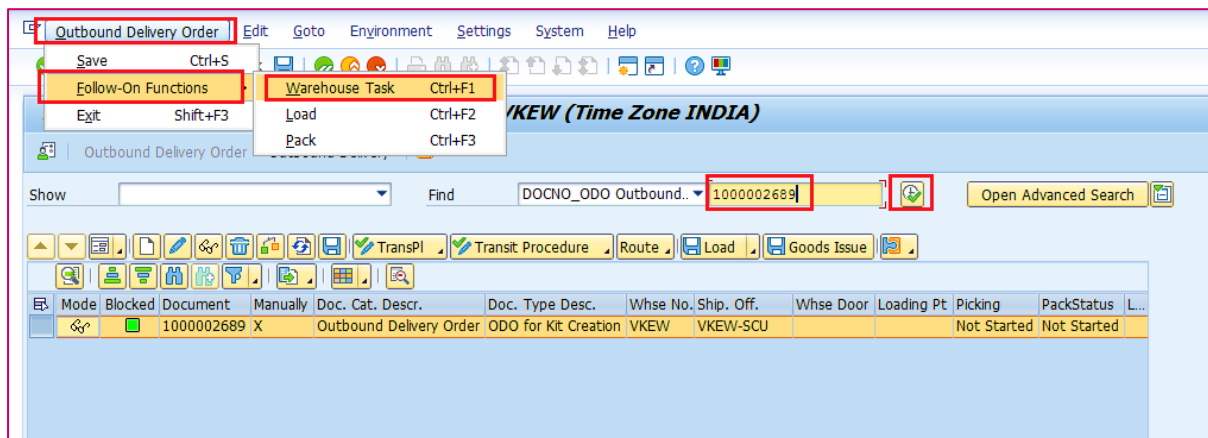 Outbound Delivery Order Edit Goto Environment Settings System Help
Save Ctrl+S
Follow-On Functions Warehouse Task Ctrl+F1
Exit Shift+F3 Load Ctrl+F2 VKEW (Time Zone INDIA)
Pack Ctrl+F3
Outbound Delivery Order
Show Find DOCNO_ODO Outbound.. 1000002689 Open Advanced Search
TransPl Transit Procedure Route Load Goods Issue
Mode Blocked Document Manually Doc. Cat. Descr. Doc. Type Desc. Whse No. Ship. Off. Whse Door Loading Pt Picking PackStatus L...
1000002689 X Outbound Delivery Order ODO for Kit Creation VKEW VKEW-SCU Not Started Not Started